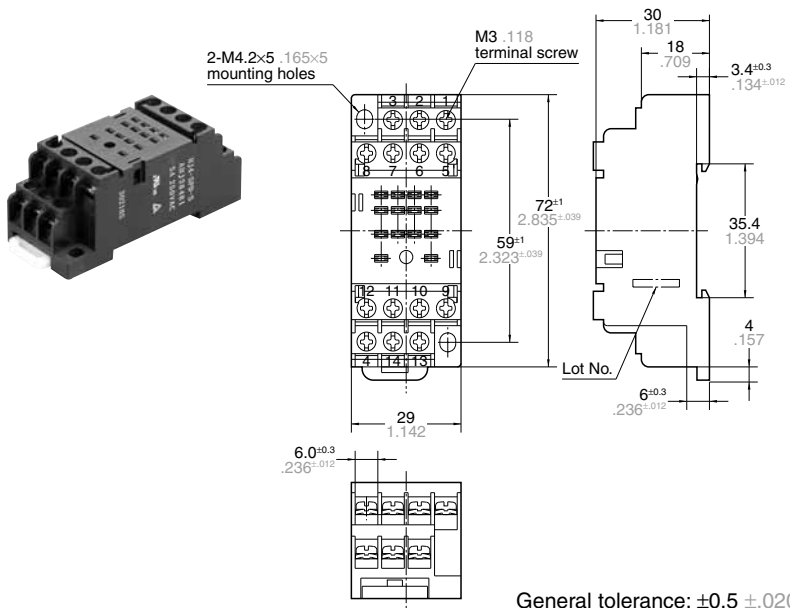 2-M4.2×5 .165×5
mounting holes
M3 .118
terminal screw
30
1.181
18
.709
3.4±0.3
.134±.012
3 2 1
8 7 6 5
72±1
2.835±.039
59±1
2.323±.039
35.4
1.394
12 11 10 9
4 14 13
4
.157
Lot No.
6±0.3
.236±.012
29
1.142
6.0±0.3
.236±.012
General tolerance: ±0.5 ±.020
5A 250VAC